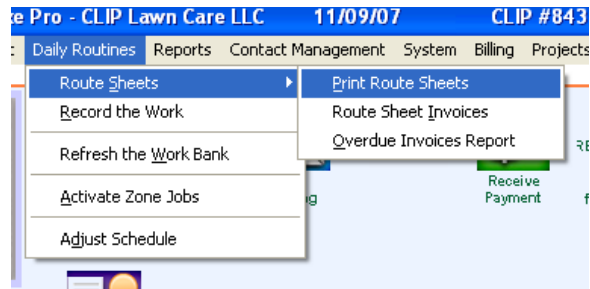 Pro - CLIP Lawn Care LLC 11/09/07 CLIP #843
Daily Routines Reports Contact Management System Billing Projects
Route Sheets
Print Route Sheets
Record the Work
Route Sheet Invoices
Refresh the Work Bank
Overdue Invoices Report
Activate Zone Jobs
Receive
Payment
Adjust Schedule